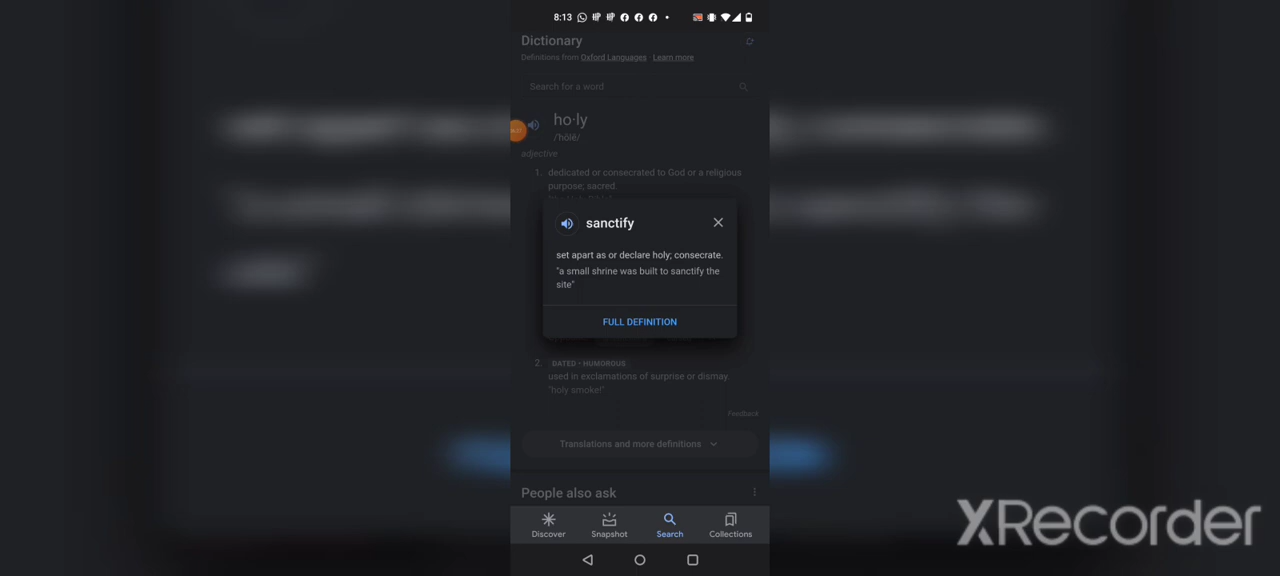 8:13
Dictionary
Definitions from Oxford Languages Learn more
Search for a word
ho·ly
/ˈhōlē/
adjective
1. dedicated or consecrated to God or a religious
purpose; sacred.
sanctify
set apart as or declare holy; consecrate.
"a small shrine was built to sanctify the
site"
FULL DEFINITION
2. DATED • HUMOROUS
used in exclamations of surprise or dismay.
"holy smoke!"
Feedback
Translations and more definitions
People also ask
Discover Snapshot Search Collections
XRecorder